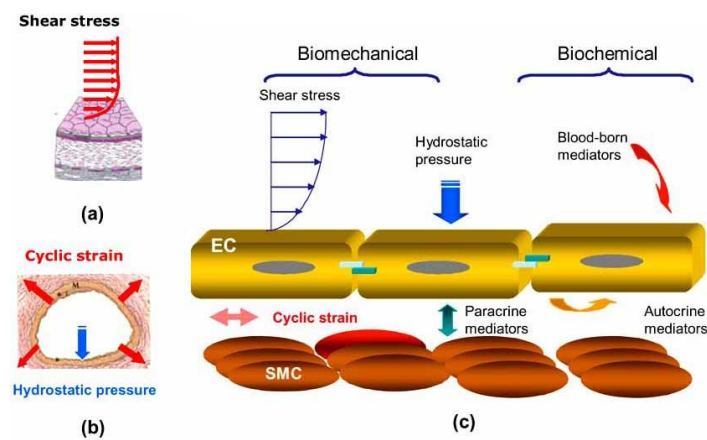 Shear stress
(a)
Cyclic strain
M
Hydrostatic pressure
(b)
Biomechanical
Biochemical
Shear stress
Hydrostatic
pressure
Blood-born
mediators
EC
Cyclic strain
Paracrine
mediators
Autocrine
mediators
SMC
(c)